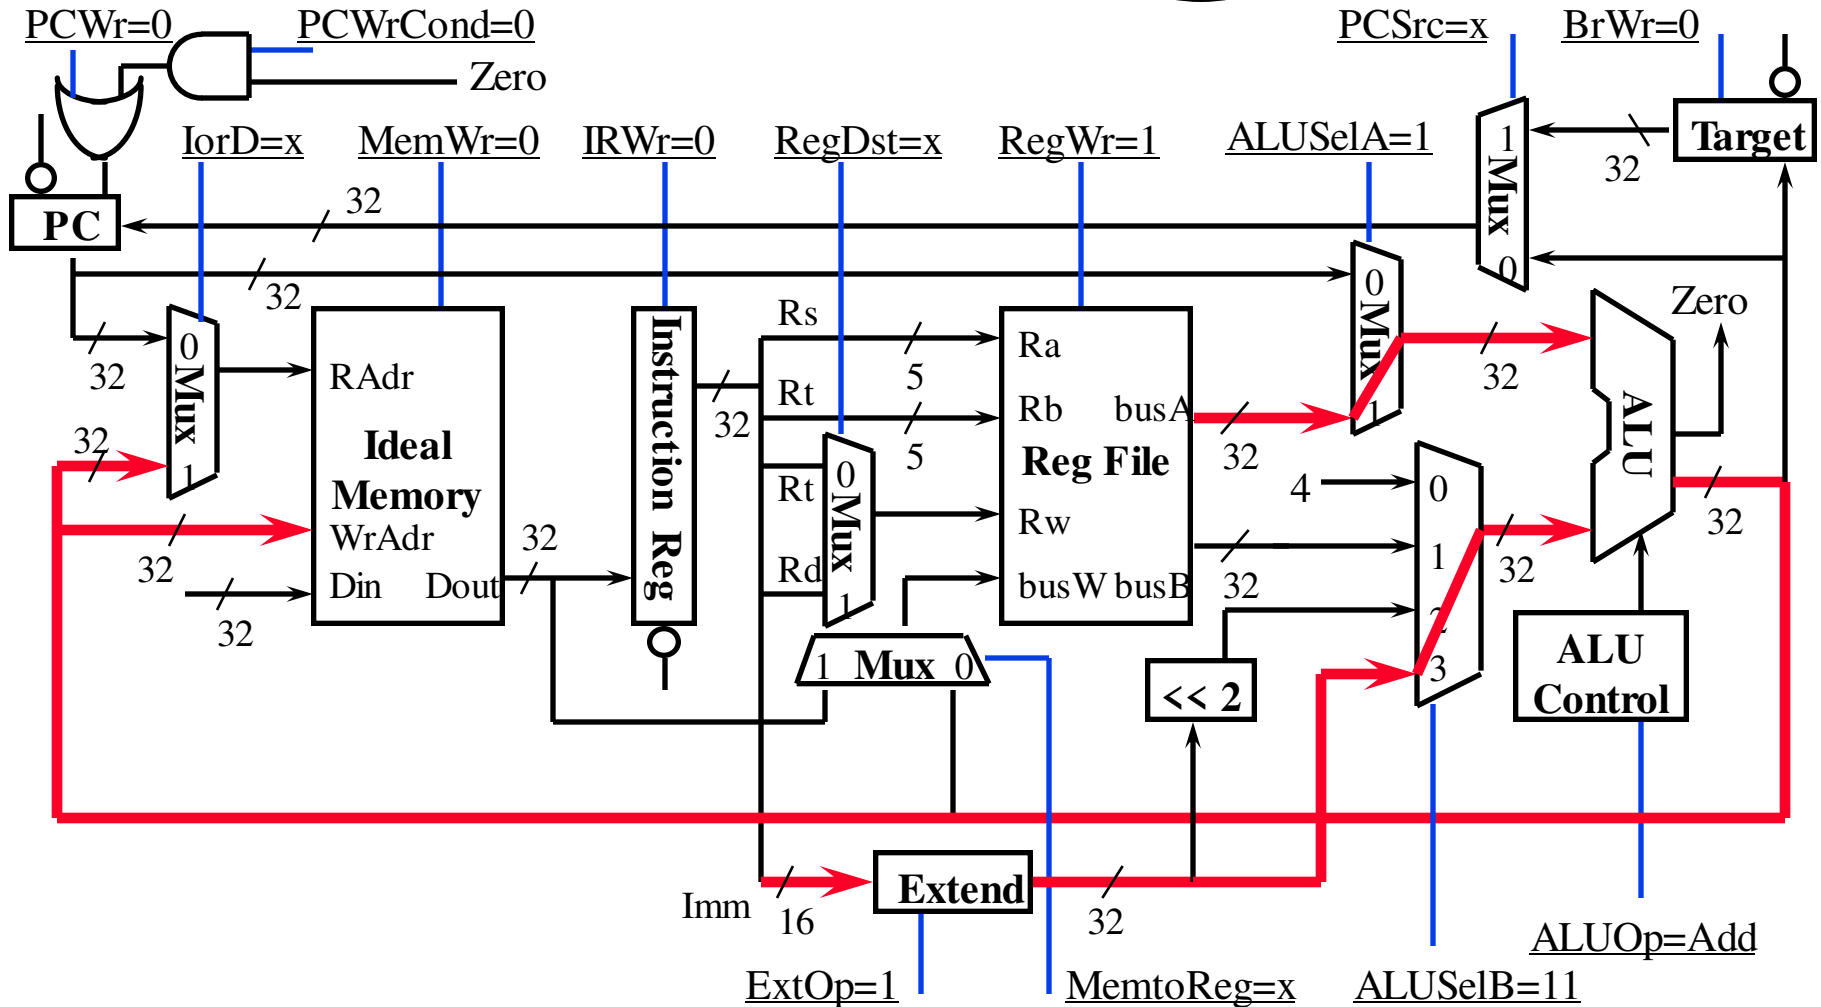 PCWr=0 PCWrCond=0 PCSrc=x BrWr=0
Zero
IorD=x MemWr=0 IRWr=0 RegDst=x RegWr=1 ALUSelA=1
1 Mux 0
32
Target
PC
32
32
32
0 Mux 1
32
32
32
RAdr
Ideal
Memory
WrAdr
Din Dout
32
Instruction Reg
32
Rs
5
Rt
5
Rt
Rd
0 Mux 1
Ra
Rb busA
Reg File
Rw
busW busB
32
32
0 Mux 1
32
4
0
1
2
3
32
ALU
Zero
32
1 Mux 0
<< 2
ALU
Control
Imm
16
Extend
32
ALUOp=Add
ExtOp=1 MemtoReg=x ALUSelB=11